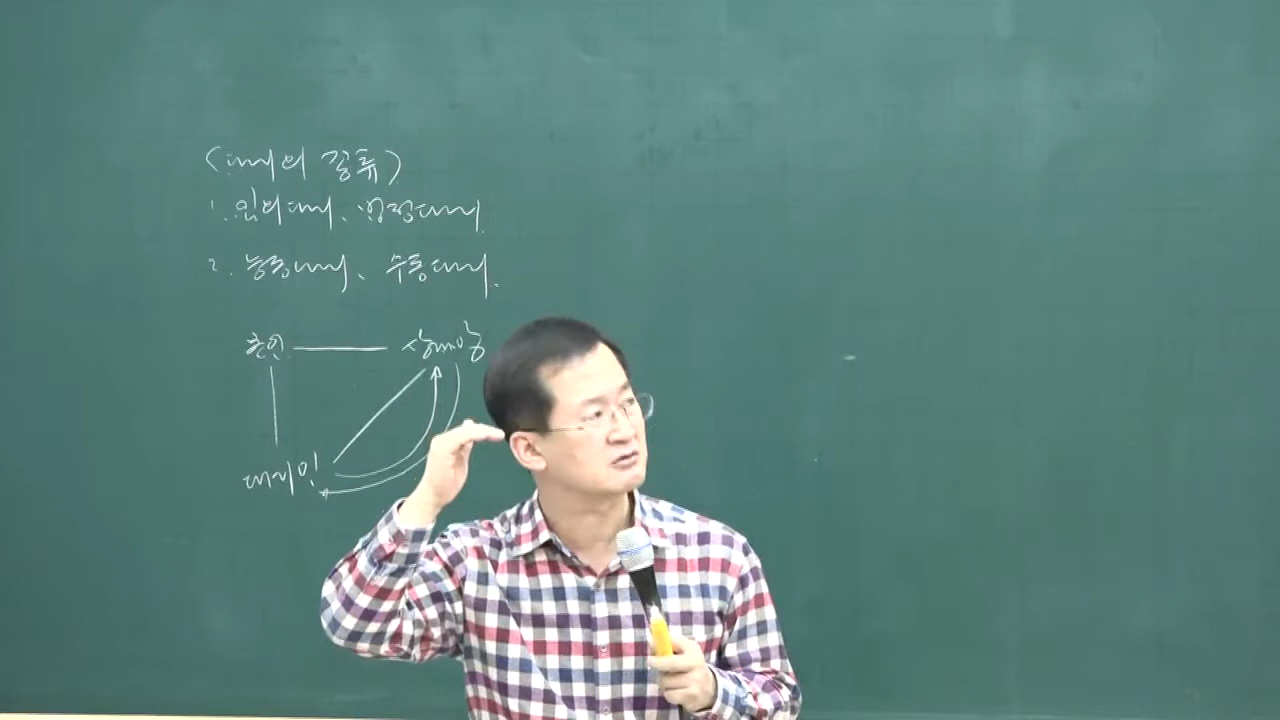 <대리의 종류>
1. 임의대리、법정대리.
2. 능동대리、수동대리.
본인 상대방
대리인